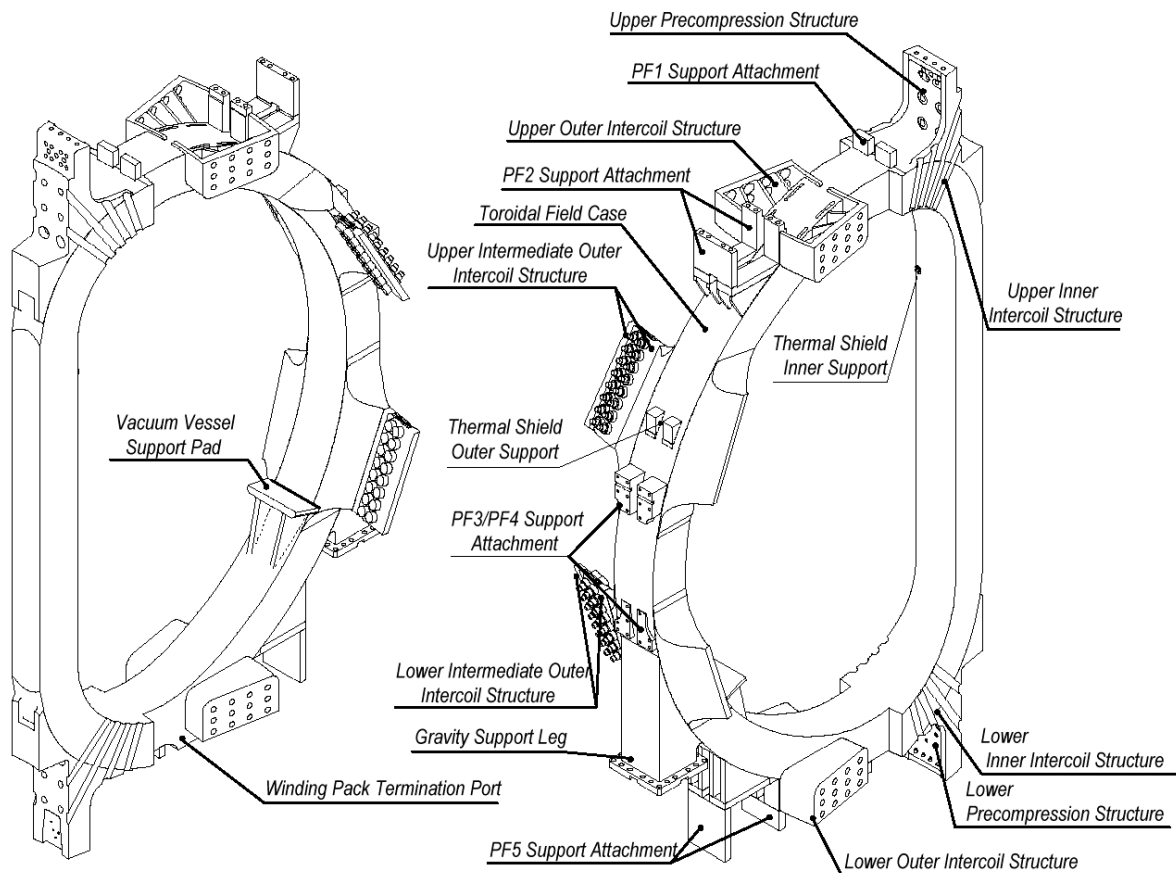 Upper Precompression Structure
PF1 Support Attachment
Upper Outer Intercoil Structure
PF2 Support Attachment
Toroidal Field Case
Upper Intermediate Outer
Intercoil Structure
Upper Inner
Intercoil Structure
Thermal Shield
Inner Support
Vacuum Vessel
Support Pad
Thermal Shield
Outer Support
PF3/PF4 Support
Attachment
Lower Intermediate Outer
Intercoil Structure
Gravity Support Leg
Lower
Inner Intercoil Structure
Winding Pack Termination Port
Lower
Precompression Structure
PF5 Support Attachment
Lower Outer Intercoil Structure